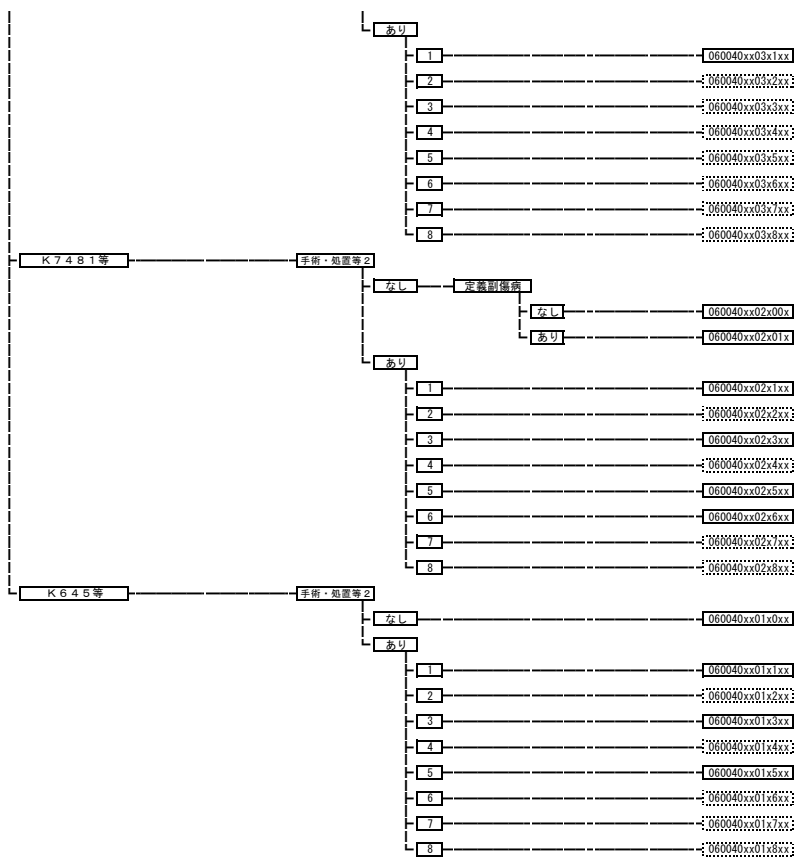 あり
1 060040xx03x1xx
2 060040xx03x2xx
3 060040xx03x3xx
4 060040xx03x4xx
5 060040xx03x5xx
6 060040xx03x6xx
7 060040xx03x7xx
8 060040xx03x8xx
Ｋ７４８１等 手術・処置等２
なし 定義副傷病
なし 060040xx02x00x
あり 060040xx02x01x
あり
1 060040xx02x1xx
2 060040xx02x2xx
3 060040xx02x3xx
4 060040xx02x4xx
5 060040xx02x5xx
6 060040xx02x6xx
7 060040xx02x7xx
8 060040xx02x8xx
Ｋ６４５等 手術・処置等２
なし 060040xx01x0xx
あり
1 060040xx01x1xx
2 060040xx01x2xx
3 060040xx01x3xx
4 060040xx01x4xx
5 060040xx01x5xx
6 060040xx01x6xx
7 060040xx01x7xx
8 060040xx01x8xx